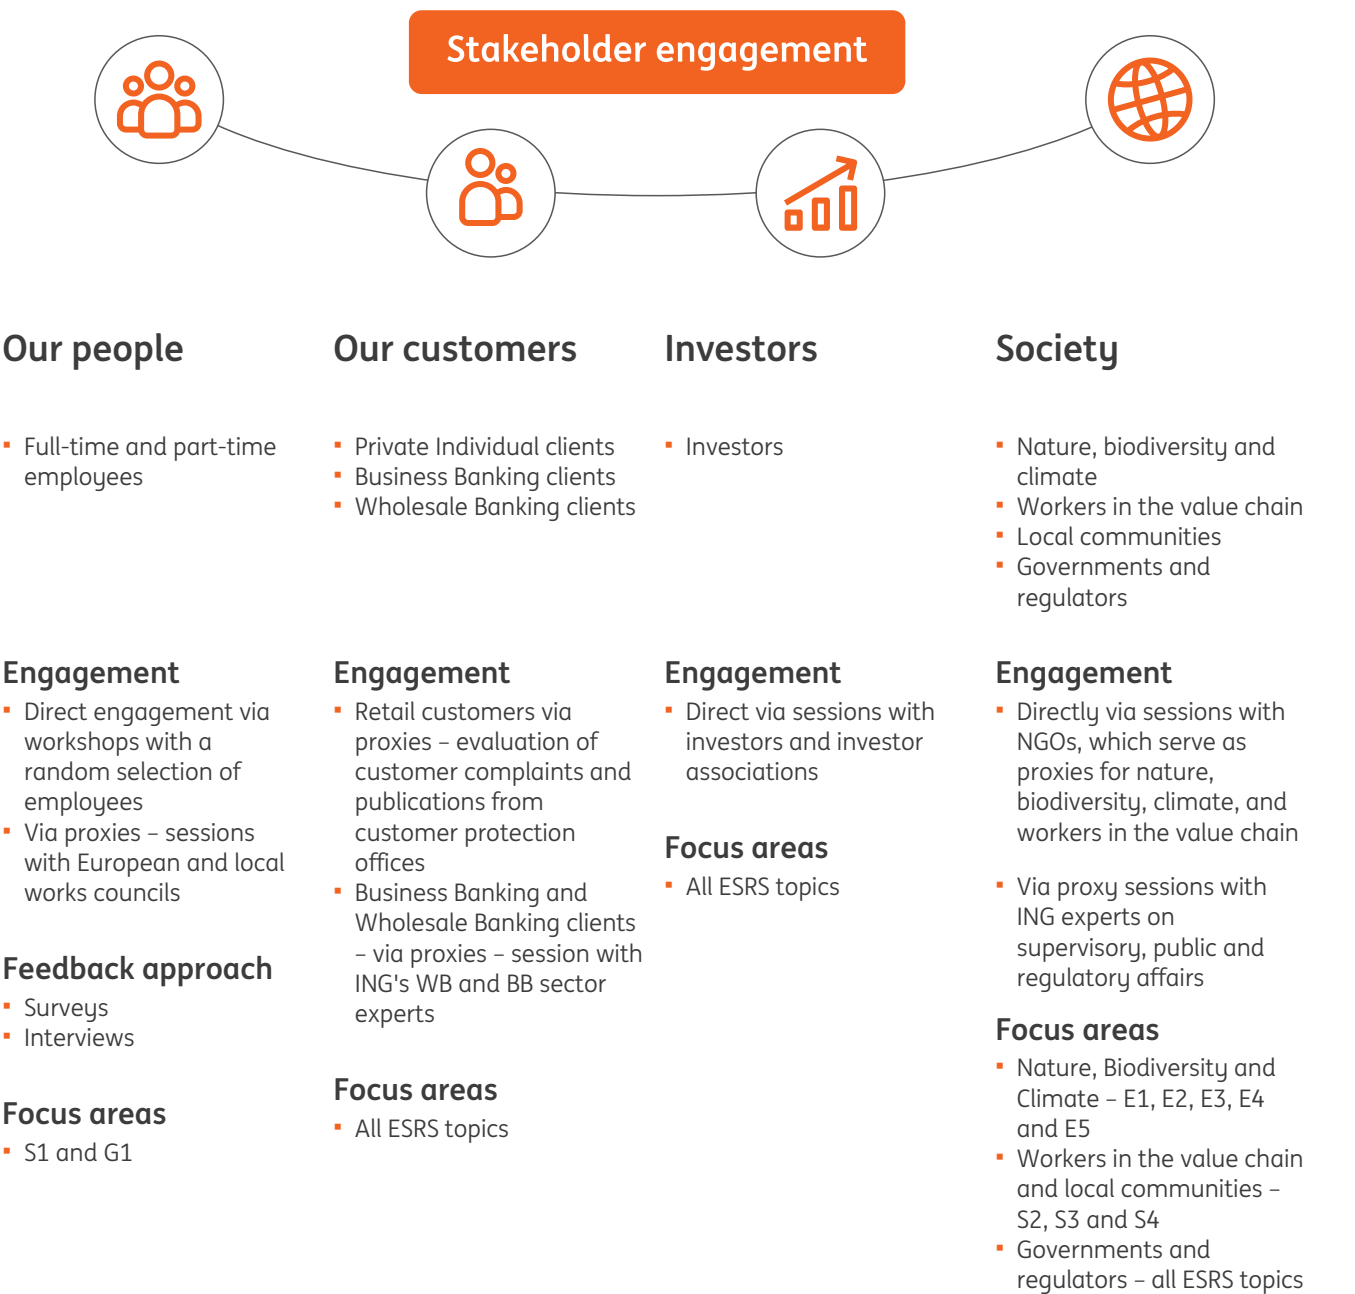 Stakeholder engagement
Our people
Full-time and part-time
employees
Engagement
Direct engagement via
workshops with a
random selection of
employees
Via proxies – sessions
with European and local
works councils
Feedback approach
Surveys
Interviews
Focus areas
S1 and G1
Our customers
Private Individual clients
Business Banking clients
Wholesale Banking clients
Engagement
Retail customers via
proxies – evaluation of
customer complaints and
publications from
customer protection
offices
Business Banking and
Wholesale Banking clients
– via proxies – session with
ING's WB and BB sector
experts
Focus areas
All ESRS topics
Investors
Investors
Engagement
Direct via sessions with
investors and investor
associations
Focus areas
All ESRS topics
Society
Nature, biodiversity and
climate
Workers in the value chain
Local communities
Governments and
regulators
Engagement
Directly via sessions with
NGOs, which serve as
proxies for nature,
biodiversity, climate, and
workers in the value chain
Via proxy sessions with
ING experts on
supervisory, public and
regulatory affairs
Focus areas
Nature, Biodiversity and
Climate – E1, E2, E3, E4
and E5
Workers in the value chain
and local communities –
S2, S3 and S4
Governments and
regulators – all ESRS topics